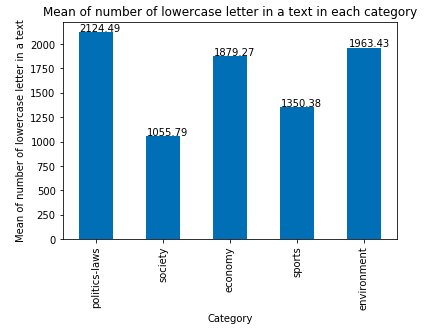 Mean of number of lowercase letter in a text in each category
Mean of number of lowercase letter in a text
2000
1750
1500
1250
1000
750
500
250
0
2124.49
1055.79
1879.27
1350.38
1963.43
politics-laws
society
economy
sports
environment
Category